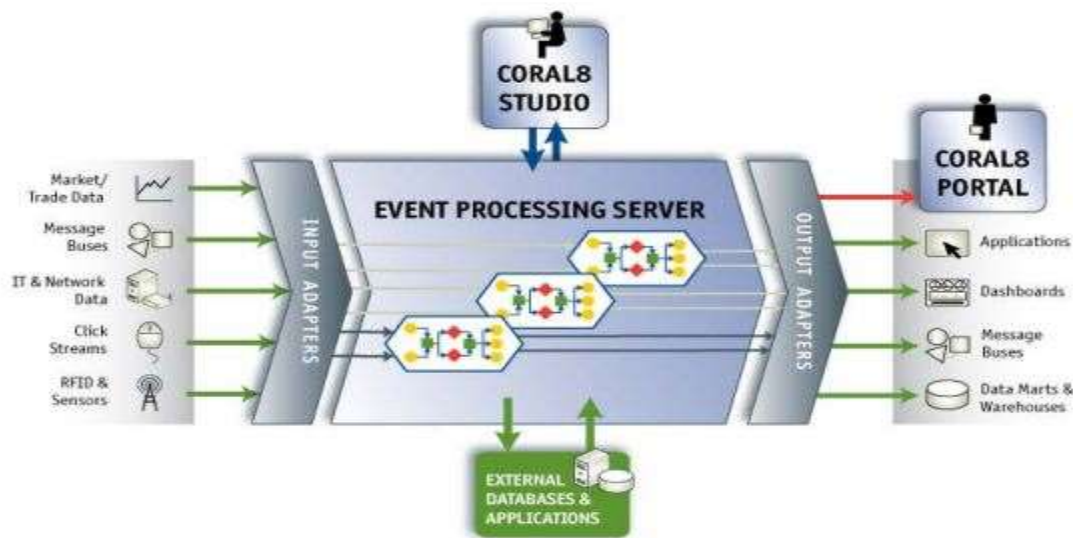 CORAL8
STUDIO
CORAL8
PORTAL
Market/
Trade Data
Message
Buses
IT & Network
Data
Click
Streams
RFID &
Sensors
INPUT ADAPTERS
EVENT PROCESSING SERVER
OUTPUT ADAPTERS
Applications
Dashboards
Message
Buses
Data Marts &
Warehouses
EXTERNAL
DATABASES &
APPLICATIONS